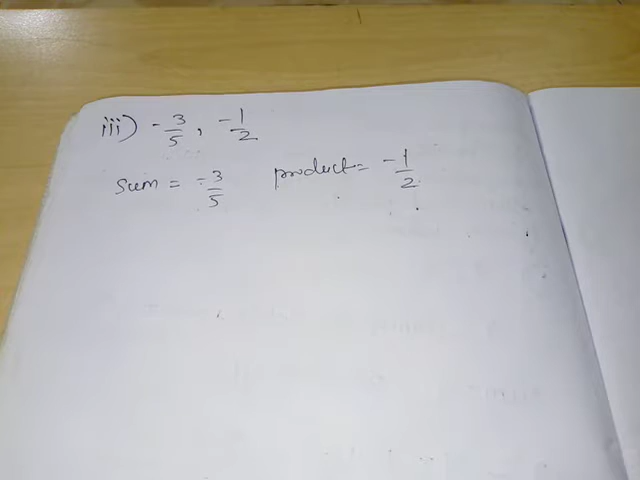 iii) -3/5, -1/2
sum = -3/5 product = -1/2